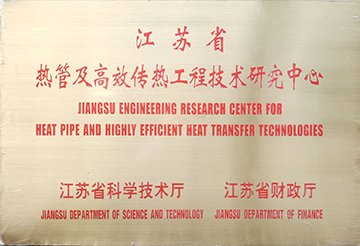 江苏省
热管及高效传热工程技术研究中心
JIANGSU ENGINEERING RESEARCH CENTER FOR
HEAT PIPE AND HIGHLY EFFICIENT HEAT TRANSFER TECHNOLOGIES
江苏省科学技术厅 江苏省财政厅
JIANGSU DEPARTMENT OF SCIENCE AND TECHNOLOGY JIANGSU DEPARTMENT OF FINANCE